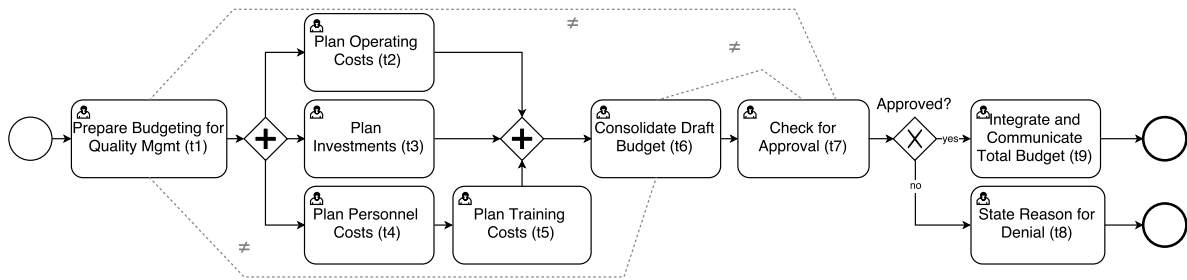 ≠
≠
Plan Operating
Costs (t2)
Prepare Budgeting for
Quality Mgmt (t1)
Plan
Investments (t3)
Consolidate Draft
Budget (t6)
Check for
Approval (t7)
Approved?
yes
Integrate and
Communicate
Total Budget (t9)
no
Plan Personnel
Costs (t4)
Plan Training
Costs (t5)
State Reason for
Denial (t8)
≠